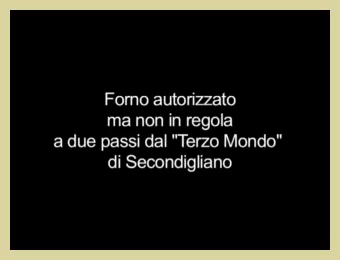 Forno autorizzato
ma non in regola
a due passi dal "Terzo Mondo"
di Secondigliano